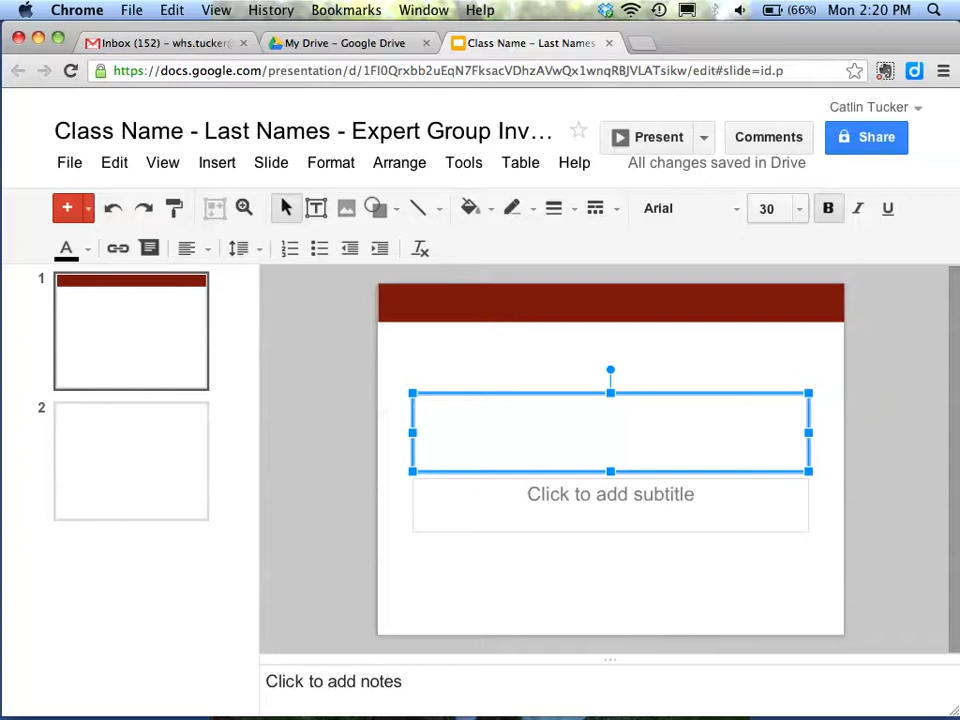 Chrome File Edit View History Bookmarks Window Help (66%) Mon 2:20 PM
Inbox (152) – whs.tucker@ My Drive – Google Drive Class Name – Last Names
https://docs.google.com/presentation/d/1Fl0Qrxbb2uEqN7FksacVDhzAVwQx1wnqRBJVLATsikw/edit#slide=id.p
Catlin Tucker
Class Name - Last Names - Expert Group Inv...
Present Comments Share
File Edit View Insert Slide Format Arrange Tools Table Help All changes saved in Drive
Arial 30 B I U
A
1
2
Click to add subtitle
Click to add notes